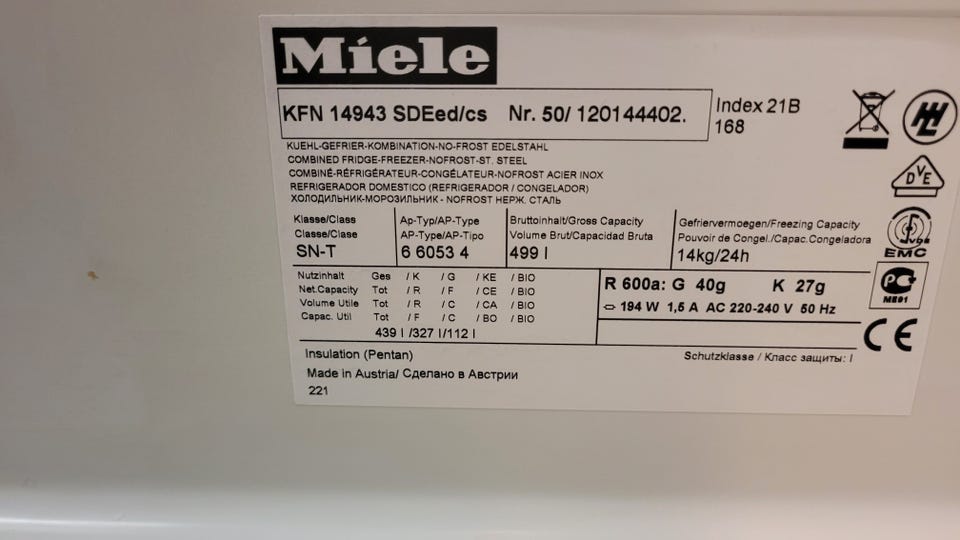 Miele
KFN 14943 SDEed/cs Nr. 50/ 120144402.
Index 21B
168
KUEHL-GEFRIER-KOMBINATION-NO-FROST EDELSTAHL
COMBINED FRIDGE-FREEZER-NOFROST-ST. STEEL
COMBINÉ-RÉFRIGÉRATEUR-CONGÉLATEUR-NOFROST ACIER INOX
REFRIGERADOR DOMESTICO (REFRIGERADOR / CONGELADOR)
ХОЛОДИЛЬНИК-МОРОЗИЛЬНИК - NOFROST НЕРЖ. СТАЛЬ
DVE
EMC
ME01
CE
Klasse/Class
Classe/Clase
SN-T
Ap-Typ/AP-Type
AP-Type/AP-Tipo
6 6053 4
Bruttoinhalt/Gross Capacity
Volume Brut/Capacidad Bruta
499 l
Gefriervermoegen/Freezing Capacity
Pouvoir de Congel./Capac.Congeladora
14kg/24h
Nutzinhalt Ges / K / G / KE / BIO
Net.Capacity Tot / R / F / CE / BIO
Volume Utile Tot / R / C / CA / BIO
Capac. Util Tot / F / C / BO / BIO
439 l /327 l/112 l
R 600a: G 40g K 27g
194 W 1,5 A AC 220-240 V 50 Hz
Schutzklasse / Класс защиты: I
Insulation (Pentan)
Made in Austria/ Сделано в Австрии
221